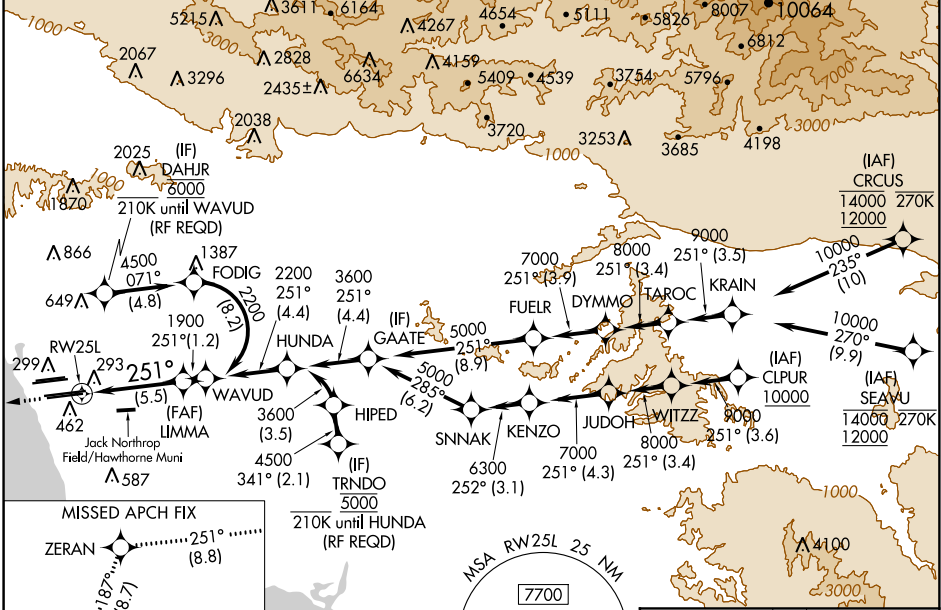 3611
6164
5215
4267
4654
5111
5826
8007
10064
6812
3000
1000
2067
3296
2828
2435±
6634
4159
5409
4539
3754
5796
2038
3720
3253
3685
4198
3000
1000
2025
1000
1870
(IF)
DAHJR
6000
210K until WAVUD
(RF REQD)
(IAF)
CRCUS
14000
12000
270K
866
649
4500
071°
(4.8)
1387
FODIG
2200
(8.2)
2200
251°
(4.4)
3600
251°
(4.4)
7000
251° (3.9)
8000
251° (3.4)
9000
251° (3.5)
10000
235°
(10)
FUELR
DYMMO
TAROC
KRAIN
1900
251° (1.2)
HUNDA
(IF)
GAATE
5000
251°
(8.9)
10000
270°
(9.9)
RW25L
299
293
251°
(5.5)
WAVUD
(FAF)
LIMMA
462
Jack Northrop
Field/Hawthorne Muni
587
5000
285°
(6.2)
(IAF)
CLPUR
10000
(IAF)
SEAVU
14000
12000
270K
3600
(3.5)
HIPED
SNNAK
KENZO
JUDOH
WITZZ
9000
251° (3.6)
4500
341° (2.1)
6300
252° (3.1)
7000
251° (4.3)
8000
251° (3.4)
(IF)
TRNDO
5000
210K until HUNDA
(RF REQD)
MISSED APCH FIX
ZERAN
251°
(8.8)
187°
MSA RW25L 25 NM
7700
1000
4100
3000